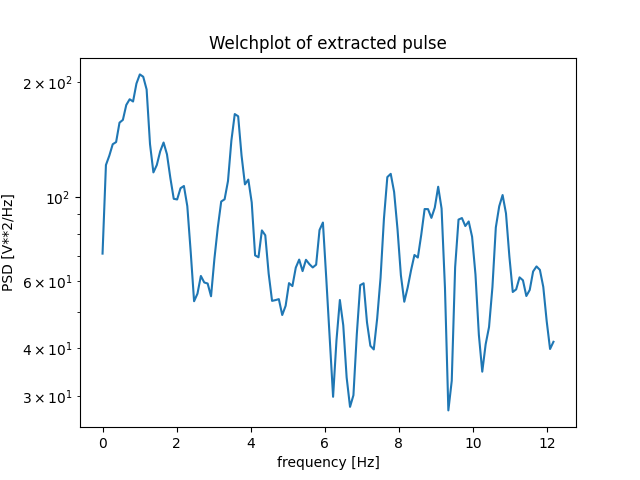 Welchplot of extracted pulse
PSD [V**2/Hz]
2 × 10²
10²
6 × 10¹
4 × 10¹
3 × 10¹
0 2 4 6 8 10 12
frequency [Hz]